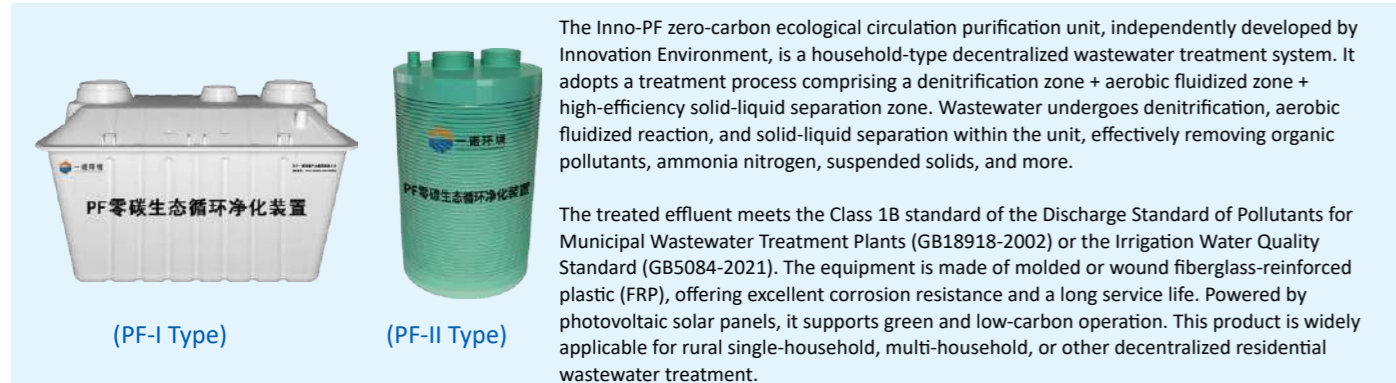 一诺环境
PF零碳生态循环净化装置
一诺环境
PF零碳生态循环净化装置
(PF-I Type)
(PF-II Type)
The Inno-PF zero-carbon ecological circulation purification unit, independently developed by
Innovation Environment, is a household-type decentralized wastewater treatment system. It
adopts a treatment process comprising a denitrification zone + aerobic fluidized zone +
high-efficiency solid-liquid separation zone. Wastewater undergoes denitrification, aerobic
fluidized reaction, and solid-liquid separation within the unit, effectively removing organic
pollutants, ammonia nitrogen, suspended solids, and more.
The treated effluent meets the Class 1B standard of the Discharge Standard of Pollutants for
Municipal Wastewater Treatment Plants (GB18918-2002) or the Irrigation Water Quality
Standard (GB5084-2021). The equipment is made of molded or wound fiberglass-reinforced
plastic (FRP), offering excellent corrosion resistance and a long service life. Powered by
photovoltaic solar panels, it supports green and low-carbon operation. This product is widely
applicable for rural single-household, multi-household, or other decentralized residential
wastewater treatment.